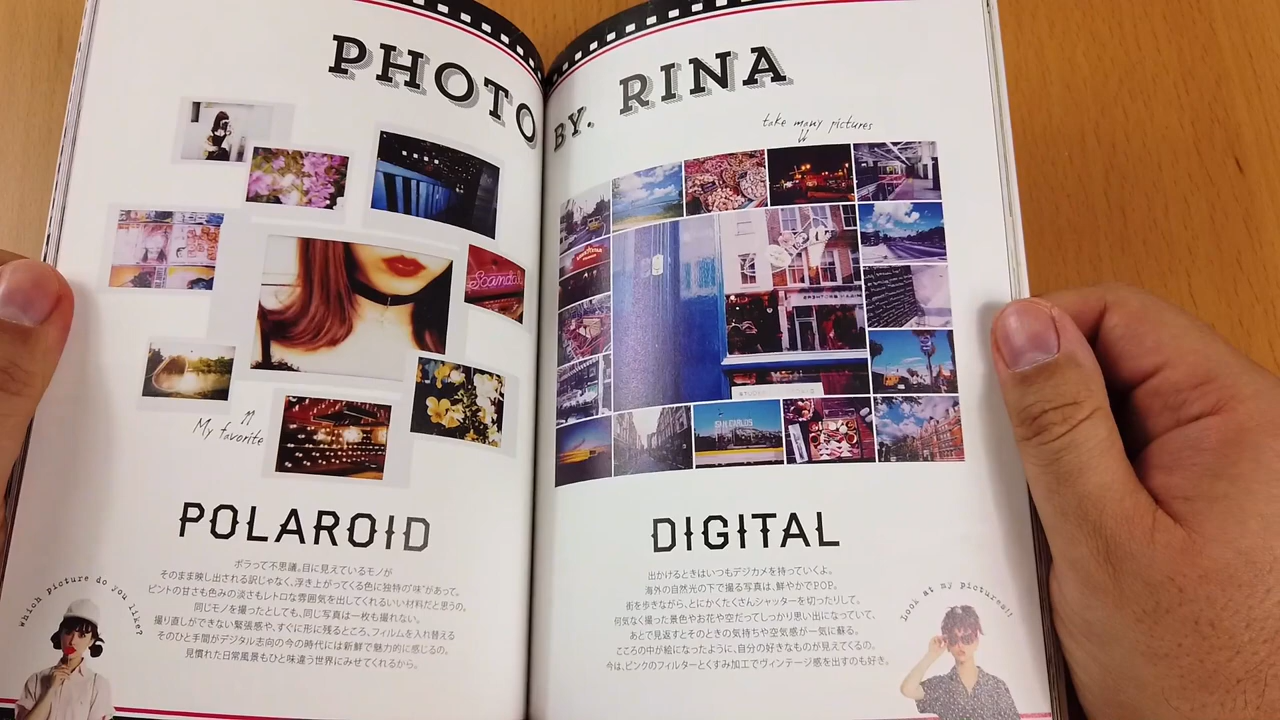 PHOTO BY. RINA
Scandal
My favorite
POLAROID
ポラって不思議。目に見えているモノが
そのまま映し出される訳じゃなく、浮き上がってくる色に独特の"味"があって。
ピントの甘さも色みの淡さもレトロな雰囲気を出してくれるいい材料だと思うの。
同じモノを撮ったとしても、同じ写真は一枚も撮れない。
撮り直しができない緊張感や、すぐに形に残るところ、フィルムを入れ替える
そのひと手間がデジタル志向の今の時代には新鮮で魅力的に感じるの。
見慣れた日常風景もひと味違う世界にみせてくれるから。
which picture do you like?
take many pictures
SAN CARLOS
DIGITAL
出かけるときはいつもデジカメを持っていくよ。
海外の自然光の下で撮る写真は、鮮やかでPOP。
街を歩きながら、とにかくたくさんシャッターを切ったりして。
何気なく撮った景色やお花や空だってしっかり思い出になっていて、
あとで見返すとそのときの気持ちや空気感が一気に蘇る。
こころの中が絵になったように、自分の好きなものが見えてくるの。
今は、ピンクのフィルターとくすみ加工でヴィンテージ感を出すのも好き。
Look at my pictures!!